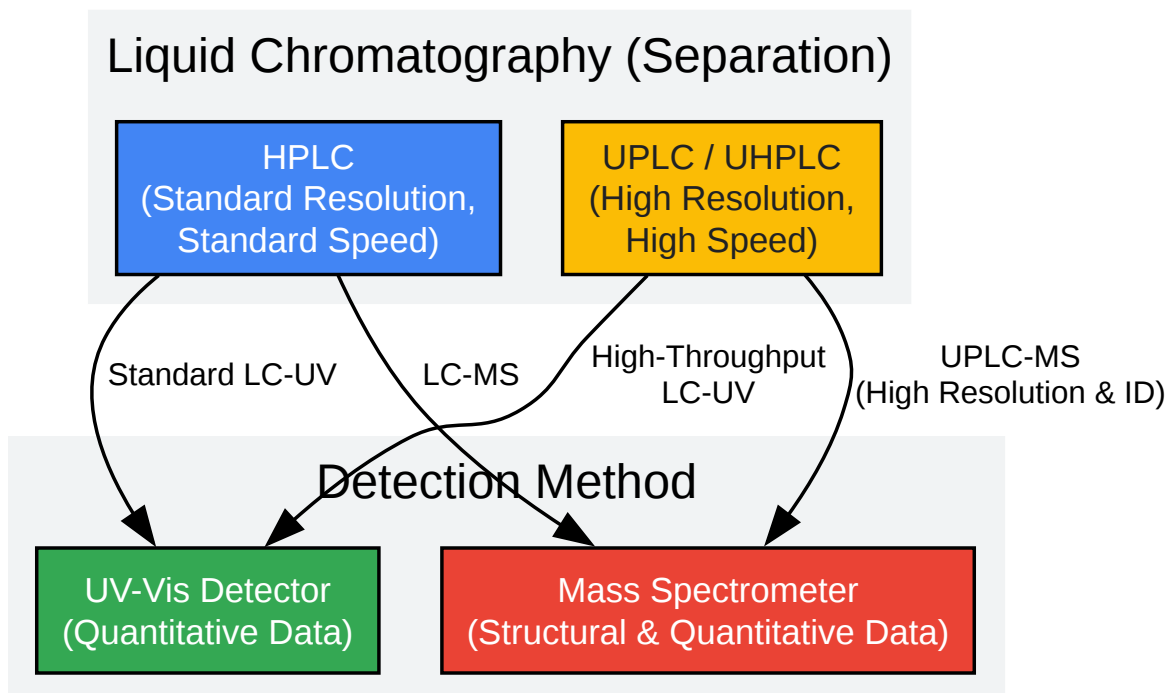 Liquid Chromatography (Separation)
HPLC
(Standard Resolution,
Standard Speed)
UPLC / UHPLC
(High Resolution,
High Speed)
Standard LC-UV
LC-MS
High-Throughput
LC-UV
UPLC-MS
(High Resolution & ID)
Detection Method
UV-Vis Detector
(Quantitative Data)
Mass Spectrometer
(Structural & Quantitative Data)